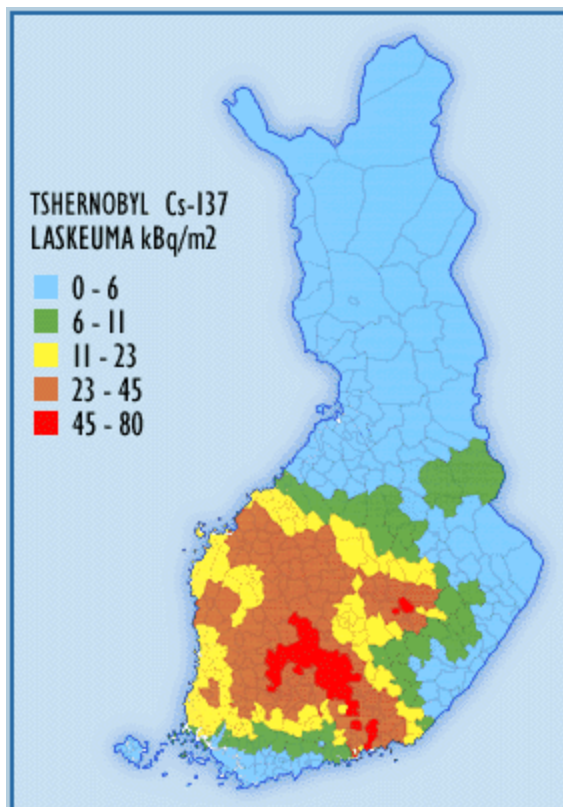 TSHERNOBYL Cs-137
LASKEUMA kBq/m2
0 - 6
6 - 11
11 - 23
23 - 45
45 - 80